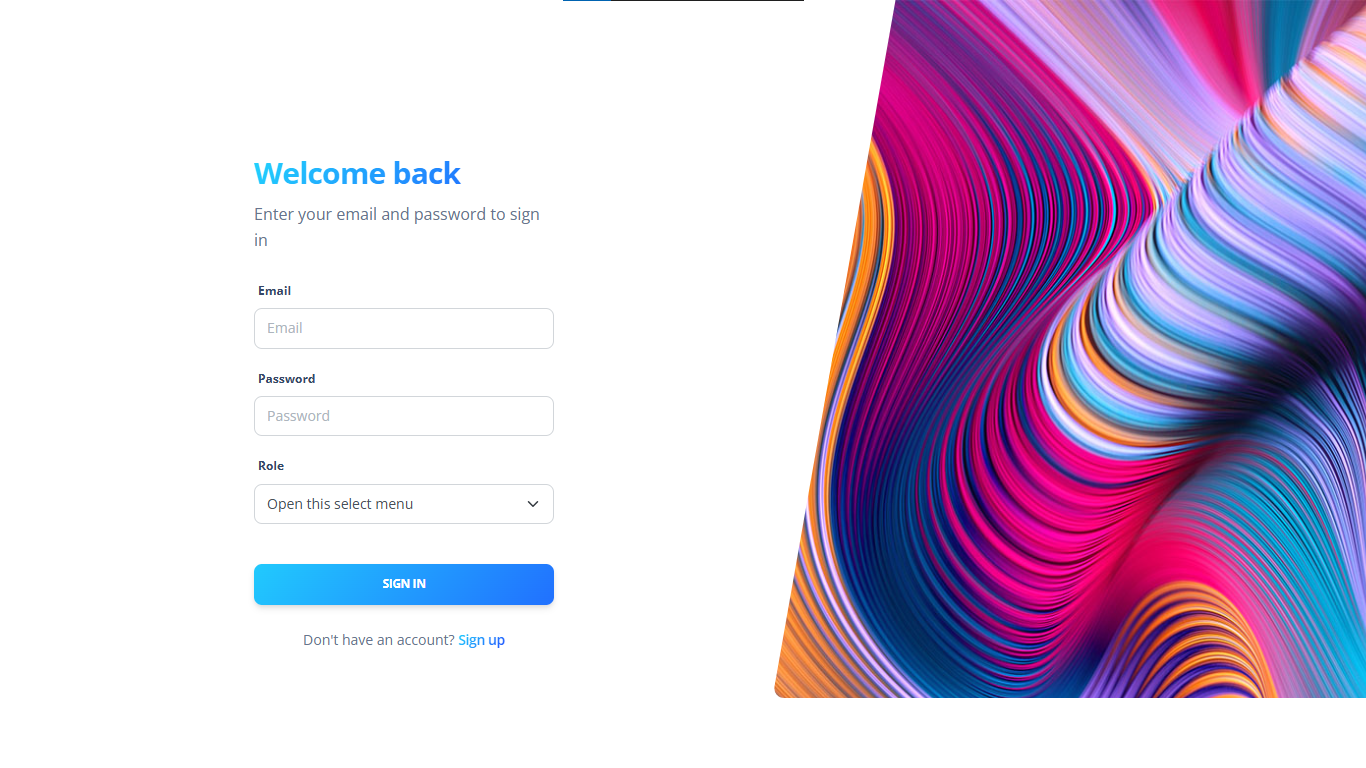 Welcome back
Enter your email and password to sign
in
Email
Email
Password
Password
Role
Open this select menu
SIGN IN
Don't have an account? Sign up